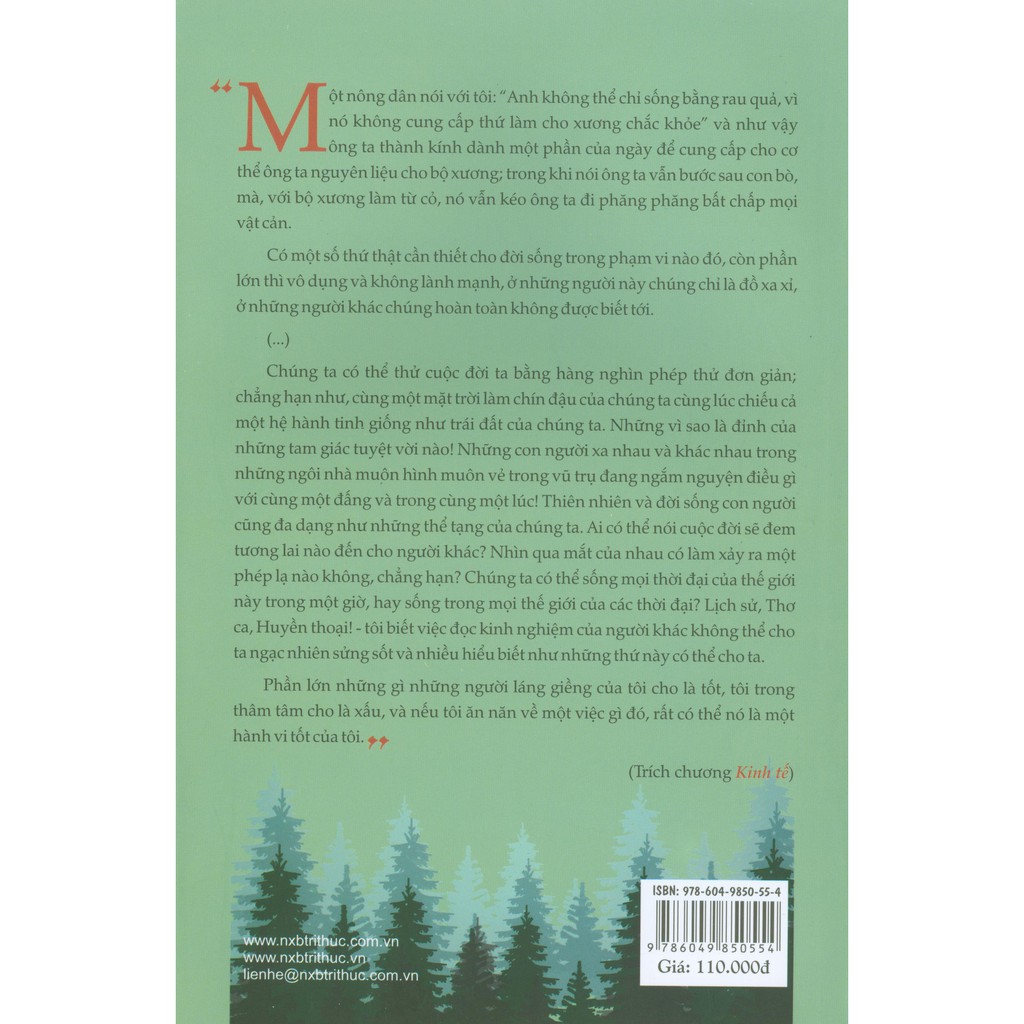 “Một nông dân nói với tôi: “Anh không thể chỉ sống bằng rau quả, vì
nó không cung cấp thứ làm cho xương chắc khỏe” và như vậy
ông ta thành kính dành một phần của ngày để cung cấp cho cơ
thể ông ta nguyên liệu cho bộ xương; trong khi nói ông ta vẫn bước sau con bò,
mà, với bộ xương làm từ cỏ, nó vẫn kéo ông ta đi phăng phăng bất chấp mọi
vật cản.
Có một số thứ thật cần thiết cho đời sống trong phạm vi nào đó, còn phần
lớn thì vô dụng và không lành mạnh, ở những người này chúng chỉ là đồ xa xỉ,
ở những người khác chúng hoàn toàn không được biết tới.
(...)
Chúng ta có thể thử cuộc đời ta bằng hàng nghìn phép thử đơn giản;
chẳng hạn như, cùng một mặt trời làm chín đậu của chúng ta cùng lúc chiếu cả
một hệ hành tinh giống như trái đất của chúng ta. Những vì sao là đỉnh của
những tam giác tuyệt vời nào! Những con người xa nhau và khác nhau trong
những ngôi nhà muôn hình muôn vẻ trong vũ trụ đang ngắm nguyện điều gì
với cùng một đấng và trong cùng một lúc! Thiên nhiên và đời sống con người
cũng đa dạng như những thể tạng của chúng ta. Ai có thể nói cuộc đời sẽ đem
tương lai nào đến cho người khác? Nhìn qua mắt của nhau có làm xảy ra một
phép lạ nào không, chẳng hạn? Chúng ta có thể sống mọi thời đại của thế giới
này trong một giờ, hay sống trong mọi thế giới của các thời đại? Lịch sử, Thơ
ca, Huyền thoại! - tôi biết việc đọc kinh nghiệm của người khác không thể cho
ta ngạc nhiên sửng sốt và nhiều hiểu biết như những thứ này có thể cho ta.
Phần lớn những gì những người láng giềng của tôi cho là tốt, tôi trong
thâm tâm cho là xấu, và nếu tôi ăn năn về một việc gì đó, rất có thể nó là một
hành vi tốt của tôi.”
(Trích chương Kinh tế)
ISBN: 978-604-9850-55-4
9 786049 850554
Giá: 110.000đ
www.nxbtrithuc.com.vn
www.nxbtrithuc.vn
lienhe@nxbtrithuc.com.vn